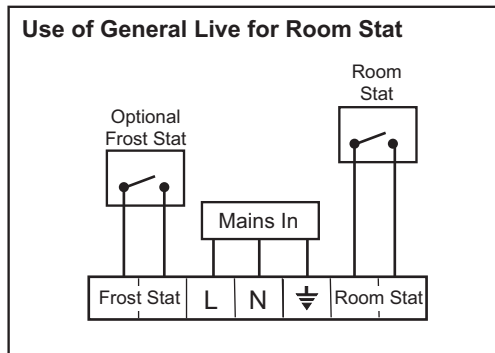 Use of General Live for Room Stat
Room
Stat
Optional
Frost Stat
Mains In
Frost Stat L N Room Stat